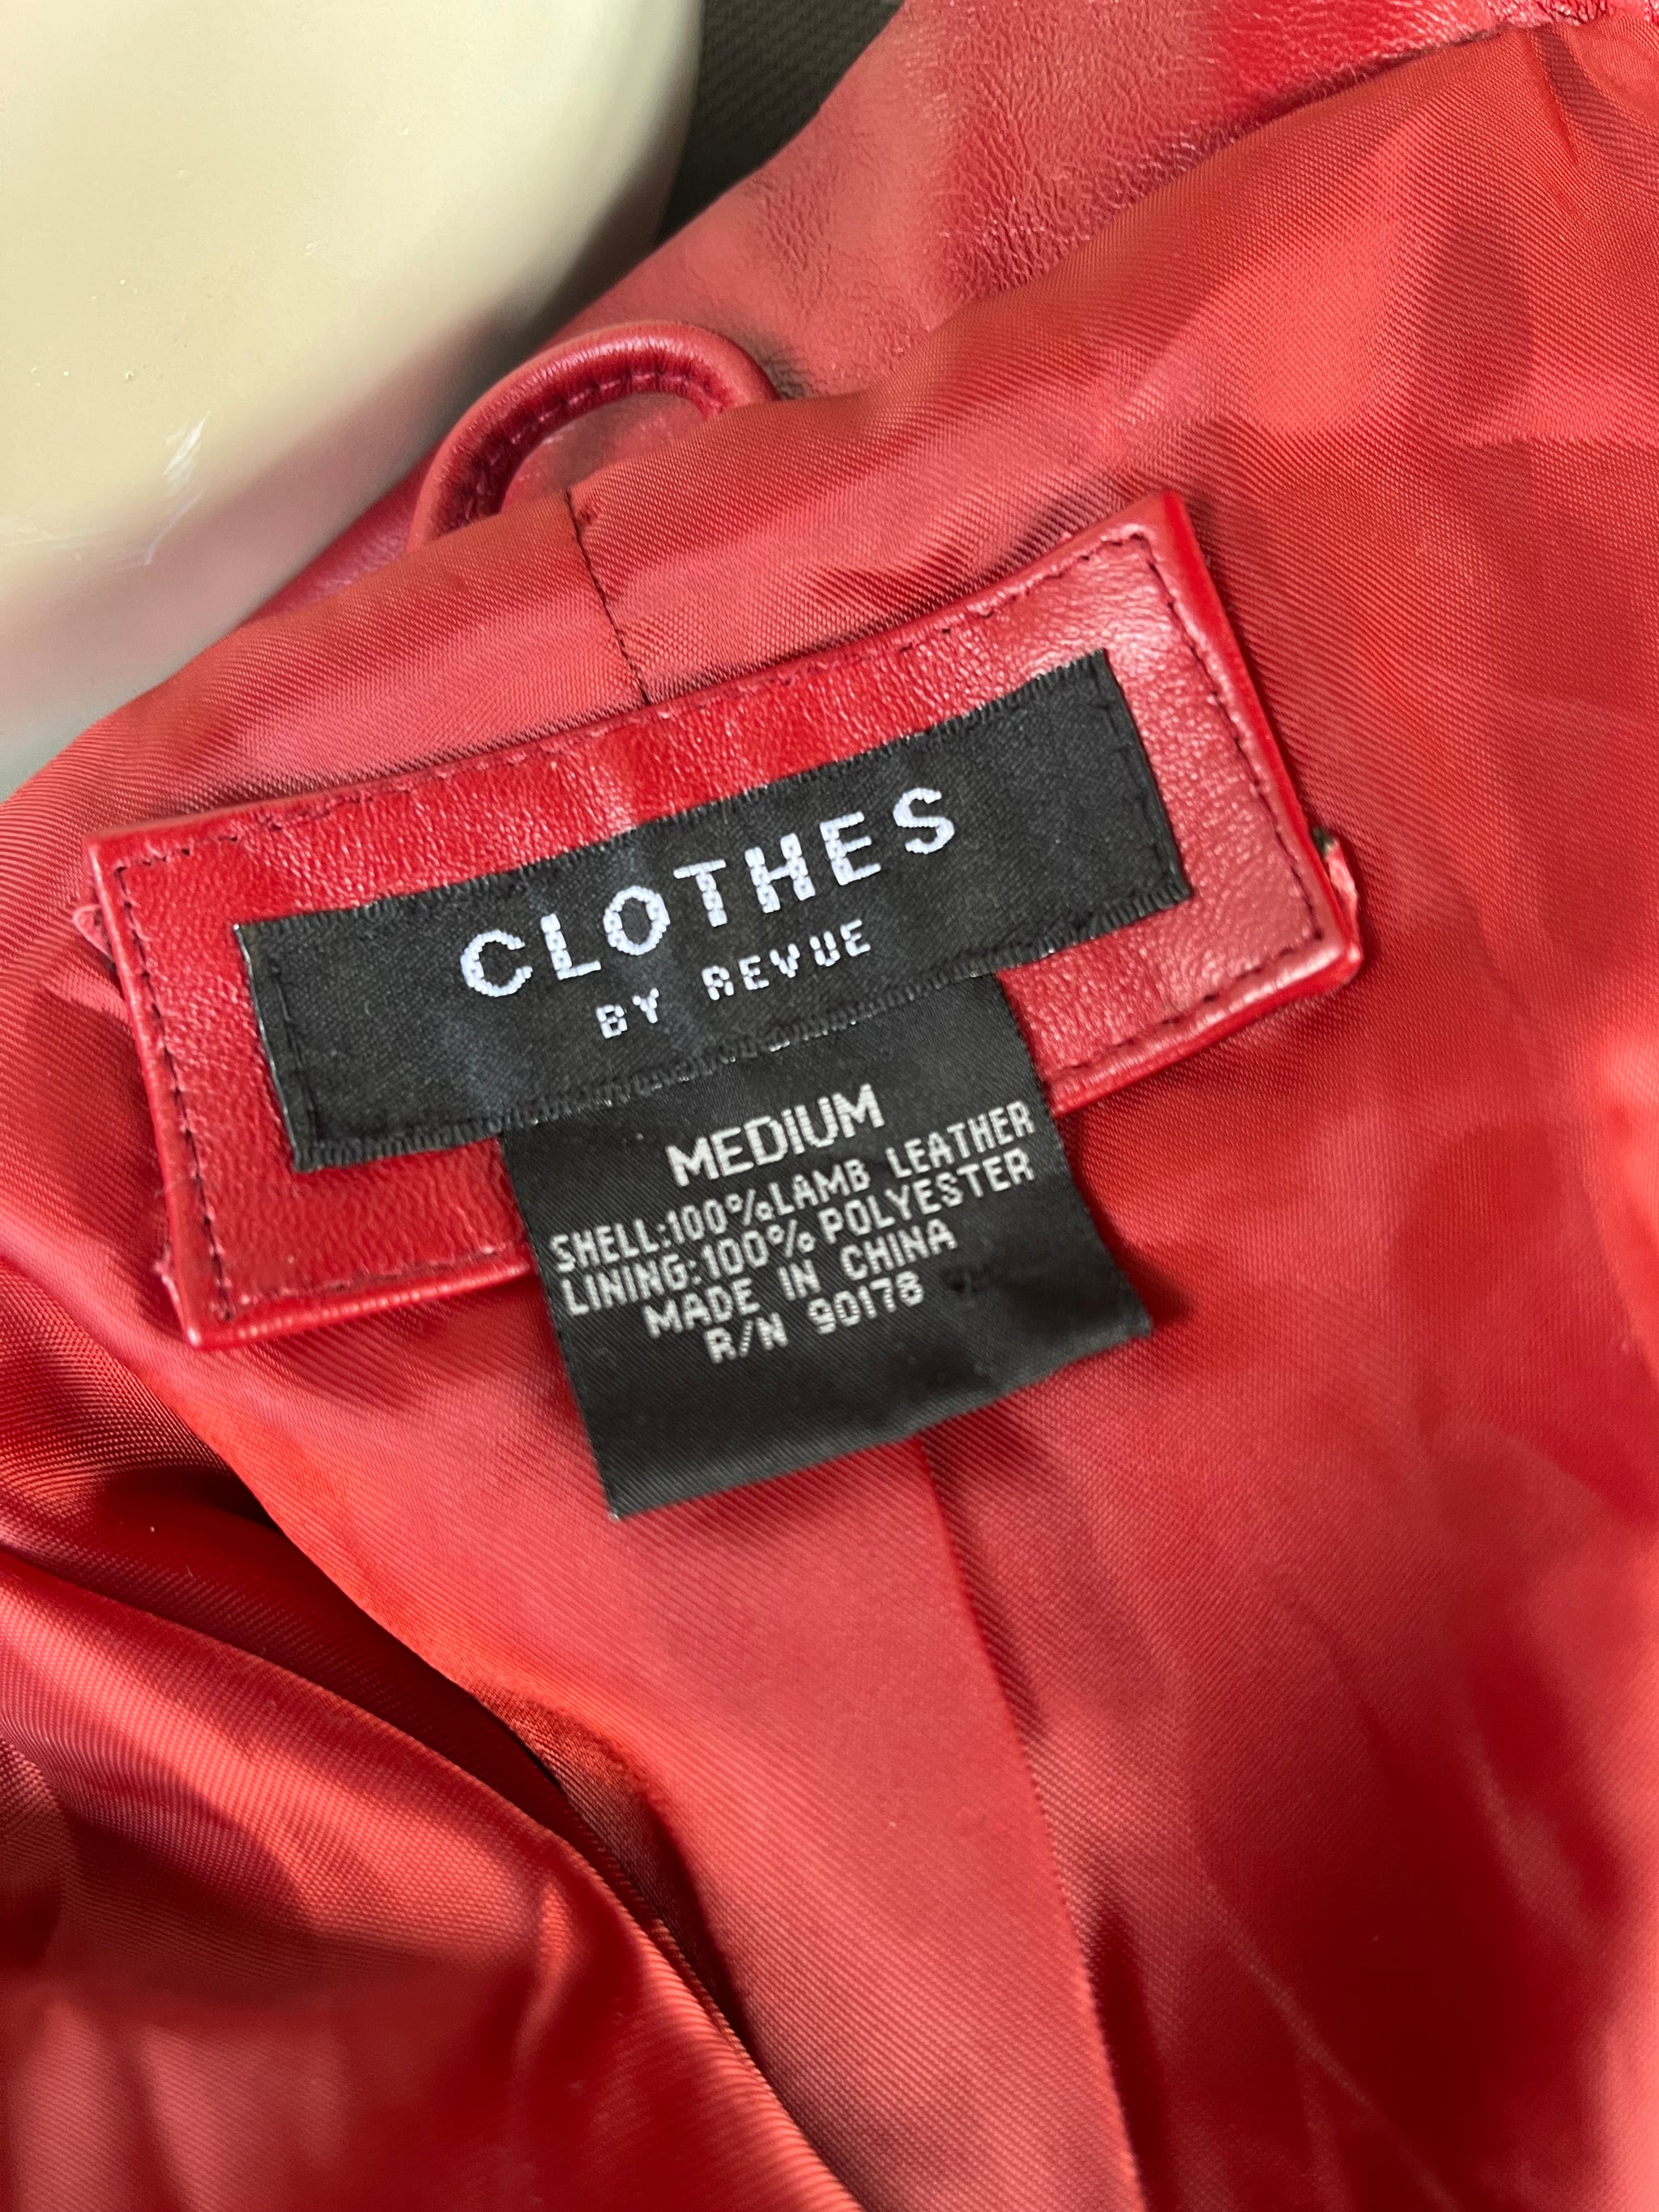 CLOTHES
BY REVUE
MEDIUM
SHELL:100%LAMB LEATHER
LINING:100% POLYESTER
MADE IN CHINA
R/N 90178